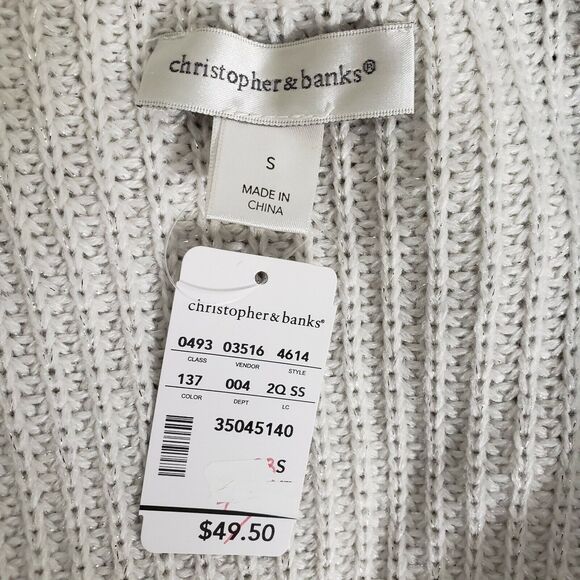 christopher&banks®
S
MADE IN
CHINA
christopher&banks®
0493 03516 4614
CLASS VENDOR STYLE
137 004 2Q SS
COLOR DEPT LC
35045140
S
$49.50